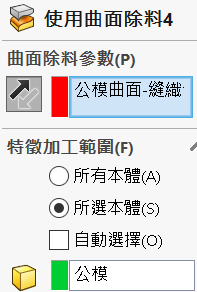 使用曲面除料4
曲面除料參數(P)
公模曲面-縫織
特徵加工範圍(F)
所有本體(A)
所選本體(S)
自動選擇(O)
公模